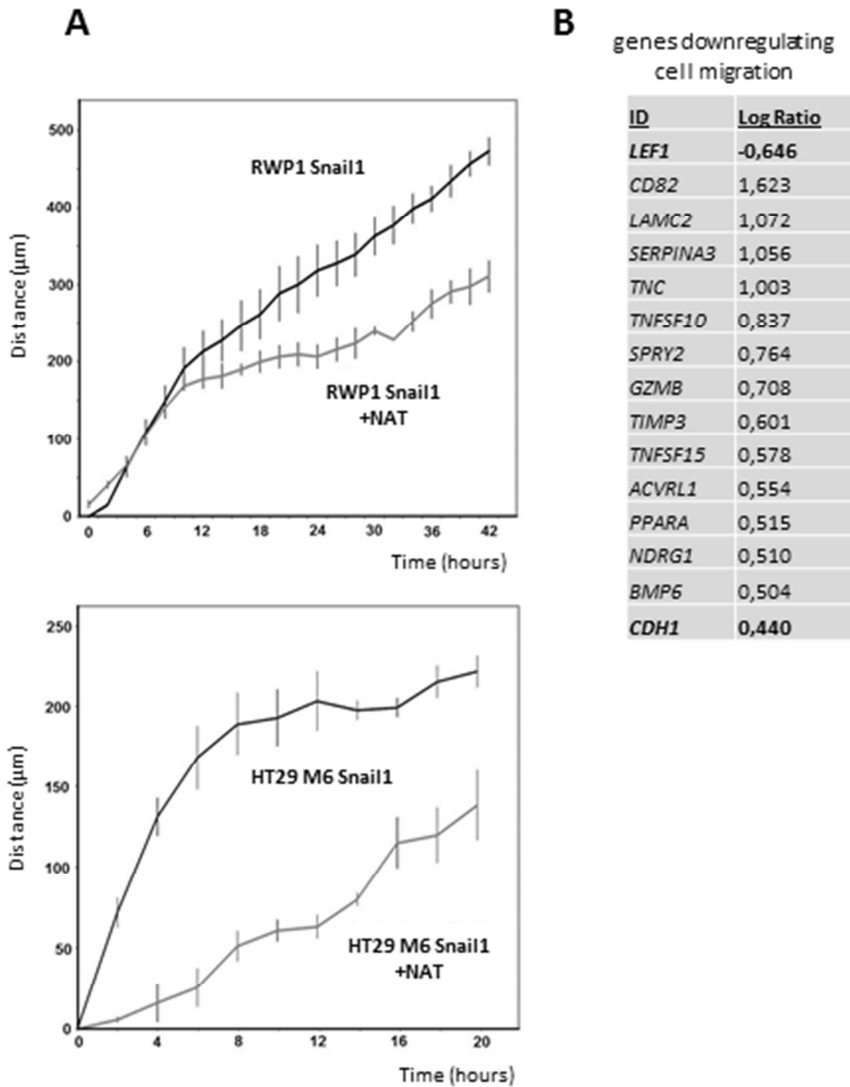 A
500
400
300
200
100
0
Distance (µm)
RWP1 Snail1
RWP1 Snail1
+NAT
0 6 12 18 24 30 36 42
Time (hours)
250
200
150
100
50
0
Distance (µm)
HT29 M6 Snail1
HT29 M6 Snail1
+NAT
0 4 8 12 16 20
Time (hours)
B
genes downregulating
cell migration
ID Log Ratio
LEF1 -0,646
CD82 1,623
LAMC2 1,072
SERPINA3 1,056
TNC 1,003
TNFSF10 0,837
SPRY2 0,764
GZMB 0,708
TIMP3 0,601
TNFSF15 0,578
ACVRL1 0,554
PPARA 0,515
NDRG1 0,510
BMP6 0,504
CDH1 0,440